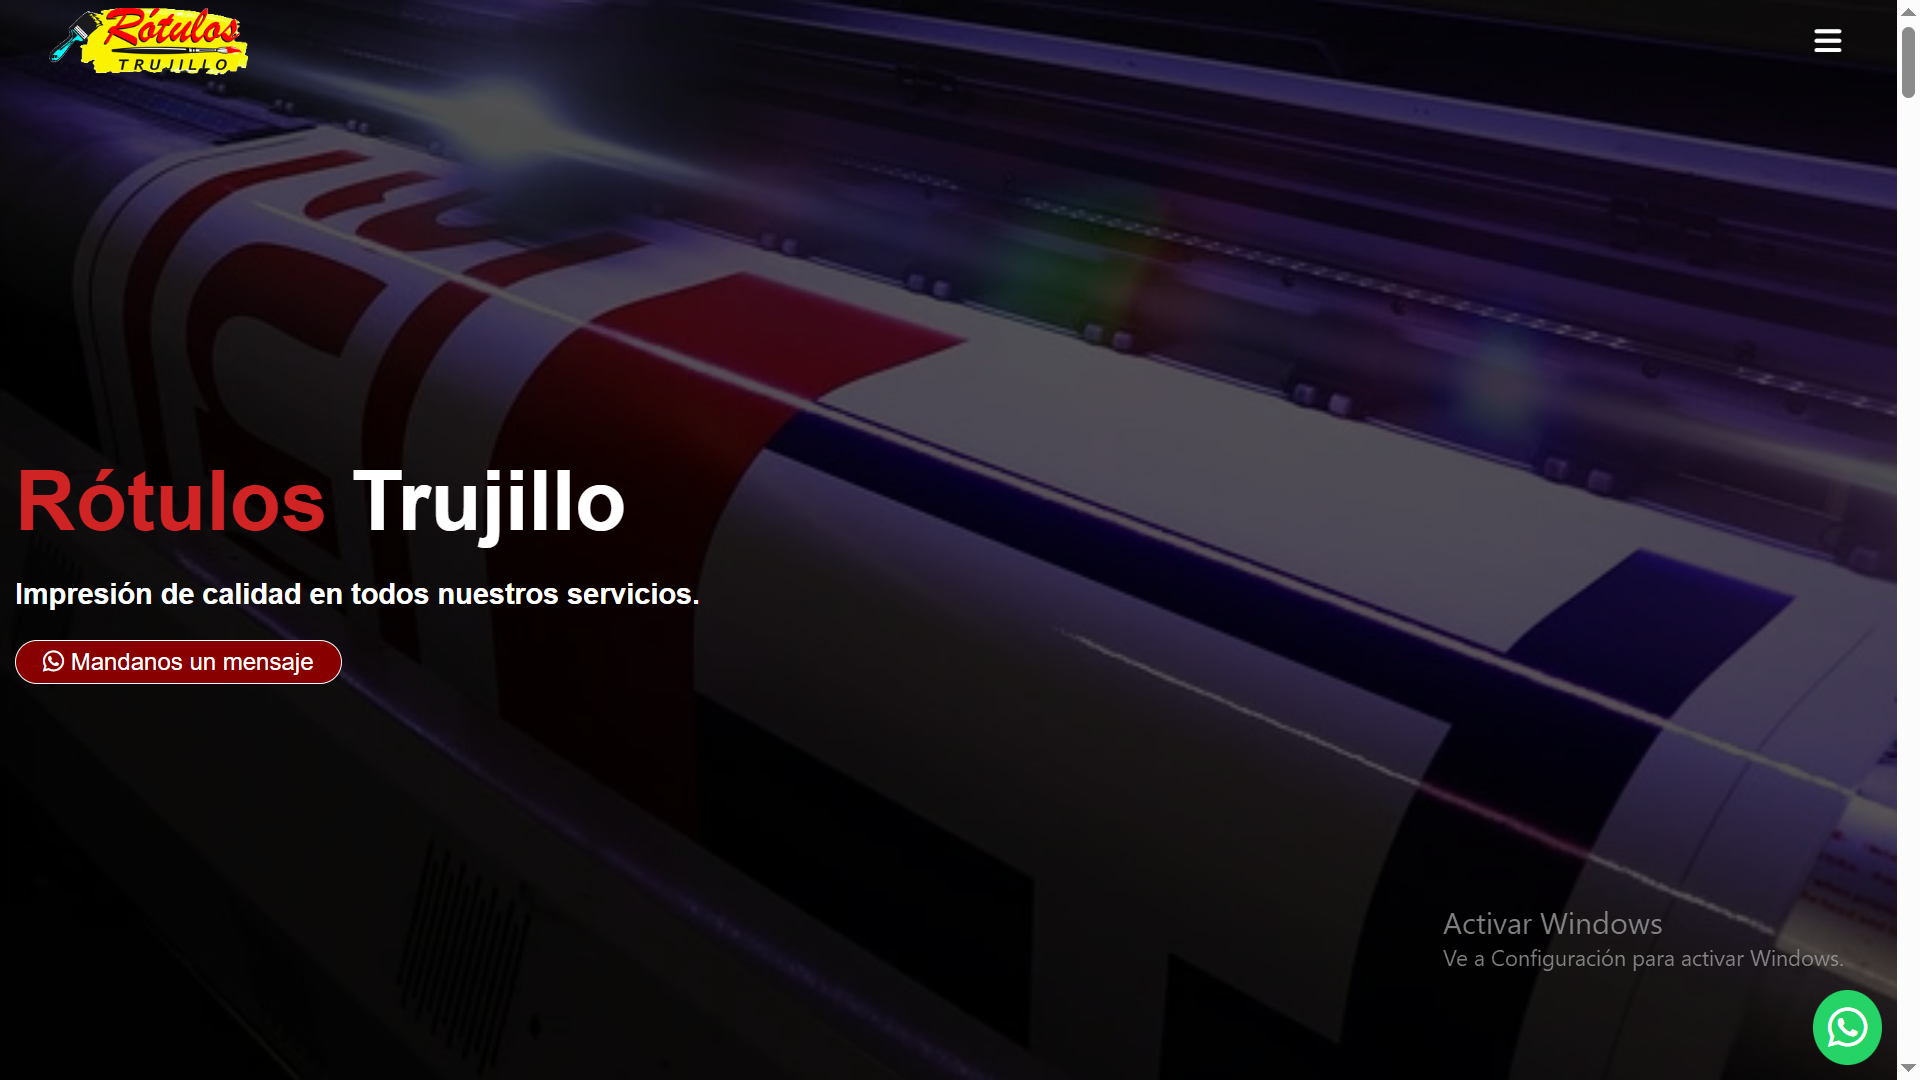 Rótulos
TRUJILLO
Rótulos Trujillo
Impresión de calidad en todos nuestros servicios.
Mandanos un mensaje
Activar Windows
Ve a Configuración para activar Windows.